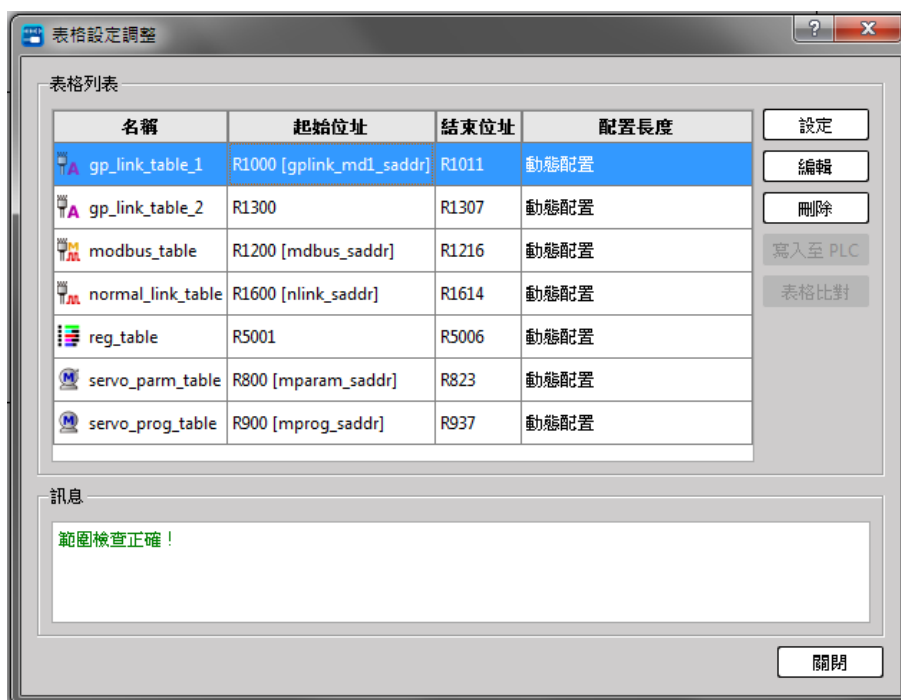 表格設定調整
表格列表
名稱 起始位址 結束位址 配置長度
gp_link_table_1 R1000 [gplink_md1_saddr] R1011 動態配置
gp_link_table_2 R1300 R1307 動態配置
modbus_table R1200 [mdbus_saddr] R1216 動態配置
normal_link_table R1600 [nlink_saddr] R1614 動態配置
reg_table R5001 R5006 動態配置
servo_parm_table R800 [mparam_saddr] R823 動態配置
servo_prog_table R900 [mprog_saddr] R937 動態配置
設定
編輯
刪除
寫入至 PLC
表格比對
訊息
範圍檢查正確！
關閉